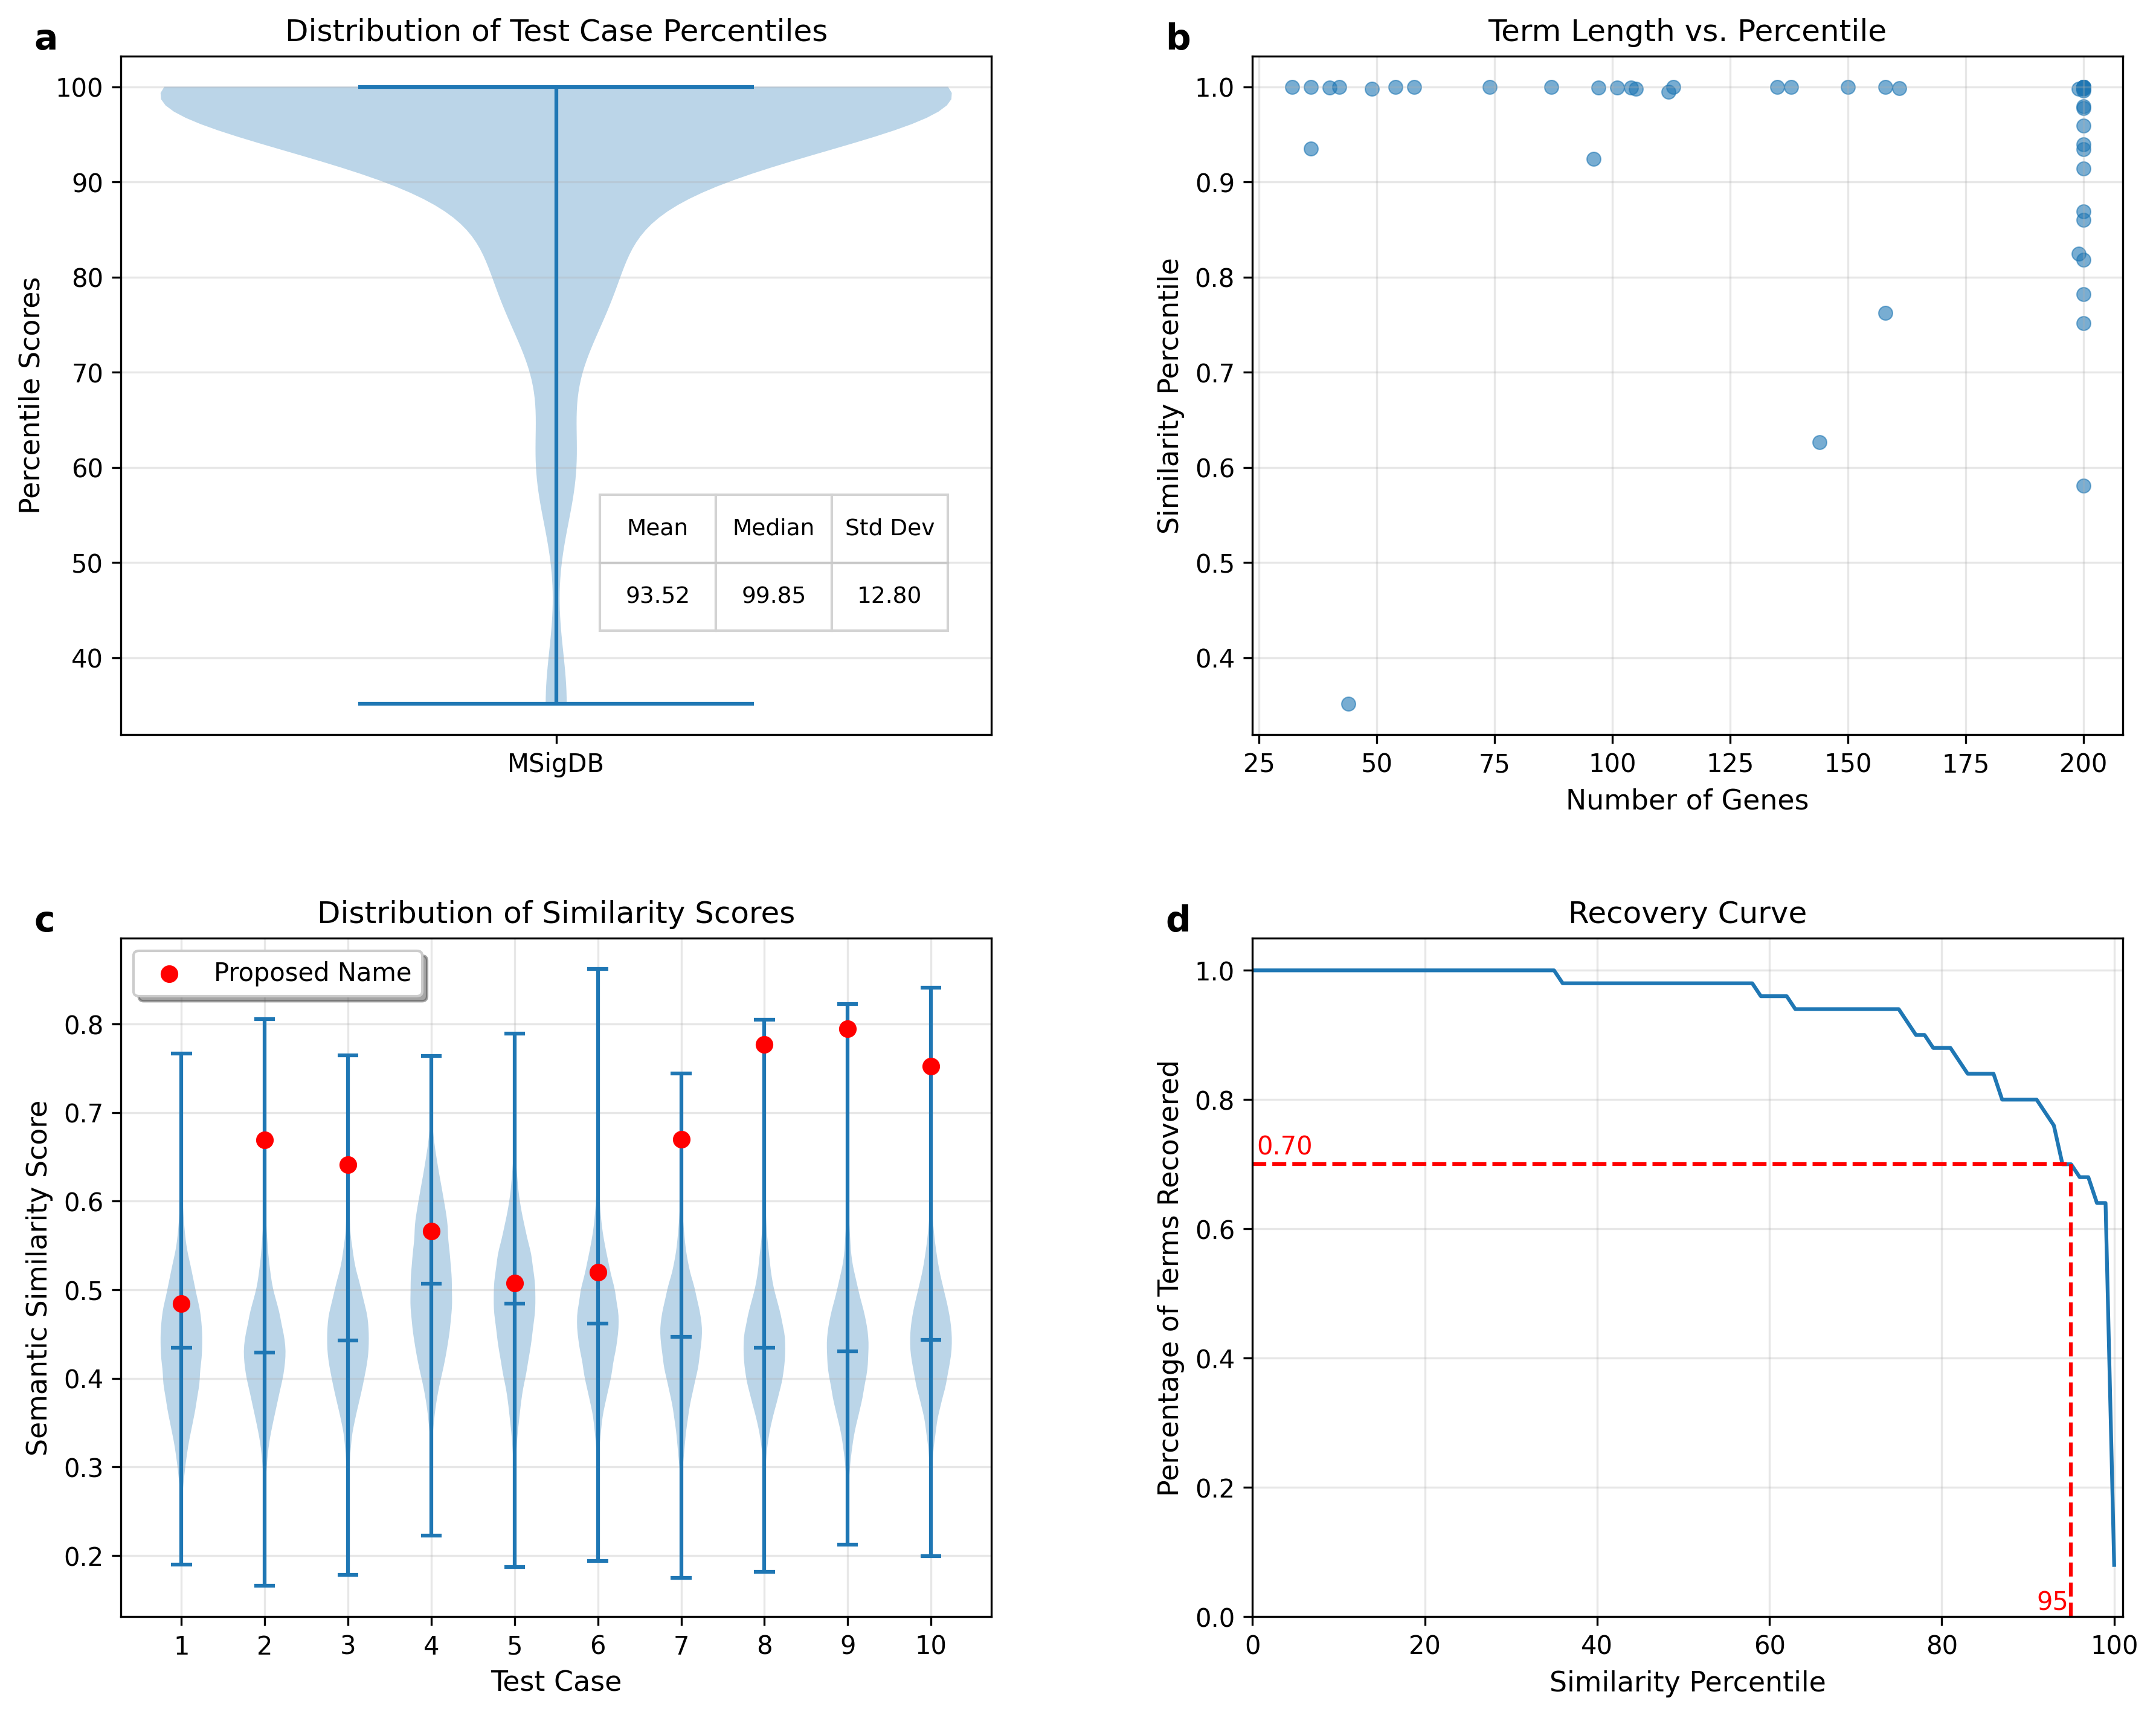 a
Distribution of Test Case Percentiles
Percentile Scores
100
90
80
70
60
50
40
Mean Median Std Dev
93.52 99.85 12.80
MSigDB
b
Term Length vs. Percentile
Similarity Percentile
1.0
0.9
0.8
0.7
0.6
0.5
0.4
25 50 75 100 125 150 175 200
Number of Genes
c
Distribution of Similarity Scores
Proposed Name
Semantic Similarity Score
0.8
0.7
0.6
0.5
0.4
0.3
0.2
1 2 3 4 5 6 7 8 9 10
Test Case
d
Recovery Curve
Percentage of Terms Recovered
1.0
0.8
0.70
0.6
0.4
0.2
0.0
95
0 20 40 60 80 100
Similarity Percentile